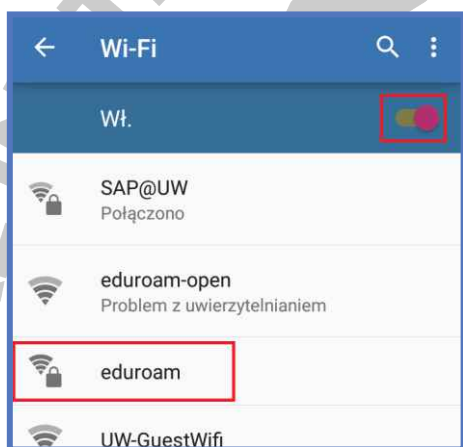 Wi-Fi
Wł.
SAP@UW
Połączono
eduroam-open
Problem z uwierzytelnianiem
eduroam
UW-GuestWifi